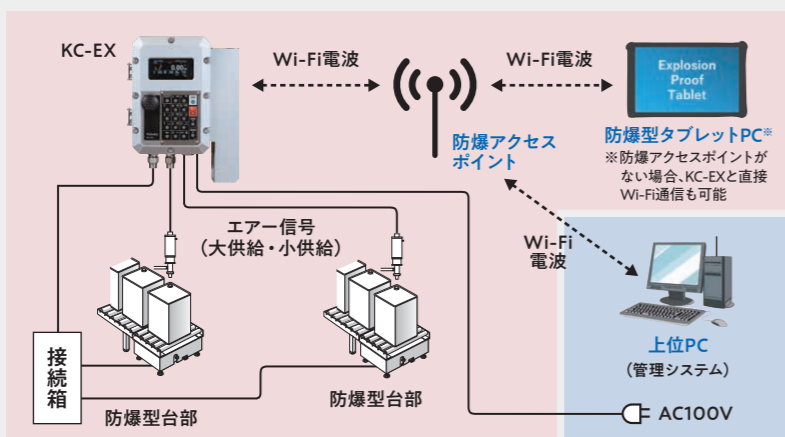 KC-EX
Wi-Fi電波
Wi-Fi電波
Explosion
Proof
Tablet
防爆アクセス
ポイント
防爆型タブレットPC※
※防爆アクセスポイントが
ない場合、KC-EXと直接
Wi-Fi通信も可能
エアー信号
（大供給・小供給）
Wi-Fi
電波
上位PC
（管理システム）
接続箱
防爆型台部
防爆型台部
AC100V